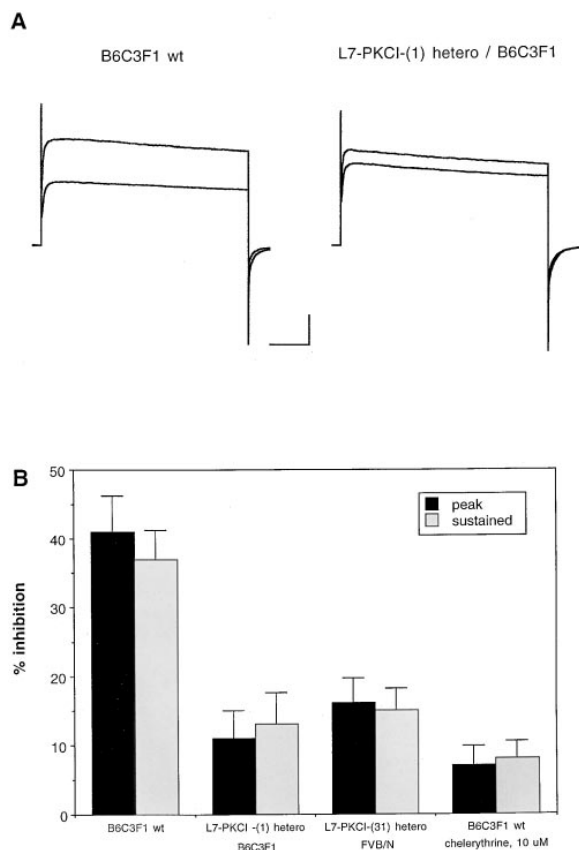 A
B6C3F1 wt
L7-PKCI-(1) hetero / B6C3F1
B
50
40
30
20
10
0
% inhibition
peak
sustained
B6C3F1 wt
L7-PKCI -(1) hetero
B6C3F1
L7-PKCI-(31) hetero
FVB/N
B6C3F1 wt
chelerythrine, 10 uM